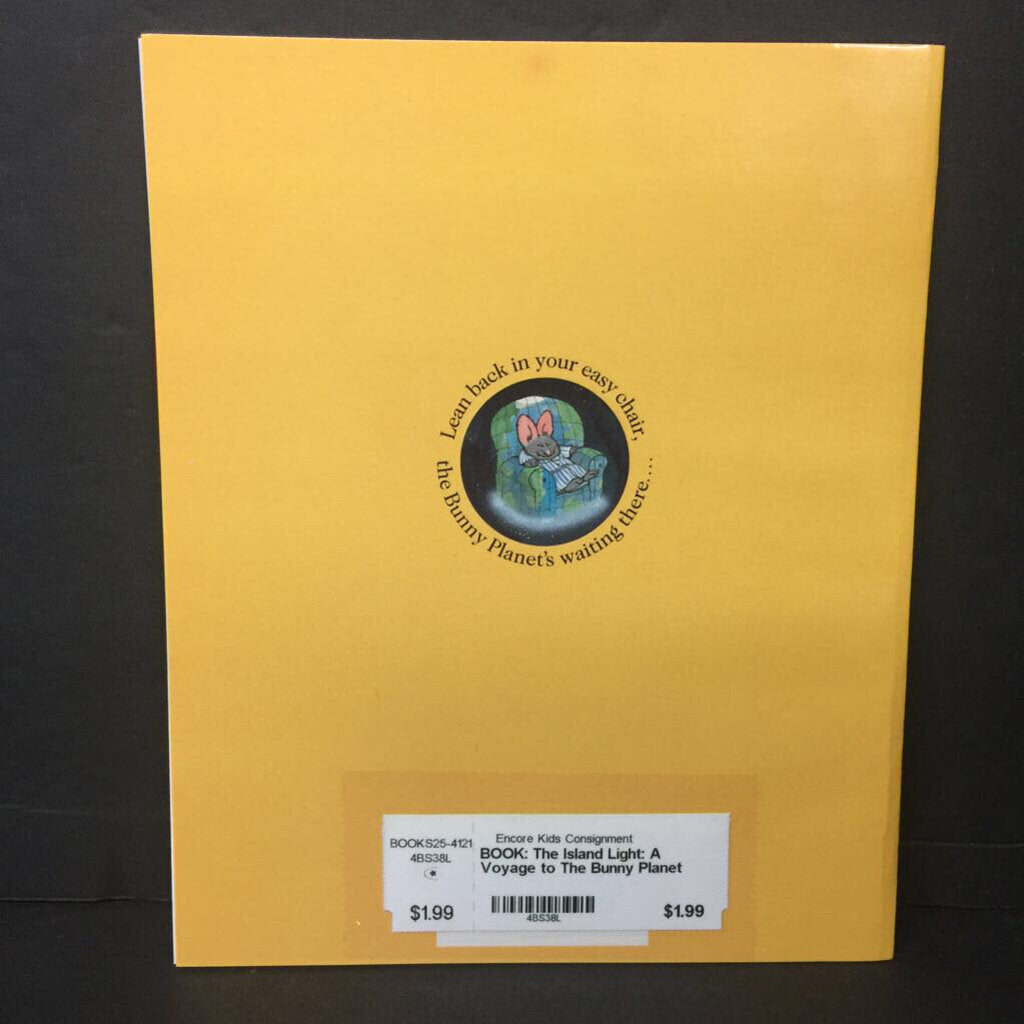 Lean back in your easy chair,
the Bunny Planet's waiting there....
BOOKS25-4121
4BS38L
$1.99
Encore Kids Consignment
BOOK: The Island Light: A
Voyage to The Bunny Planet
4BS38L
$1.99